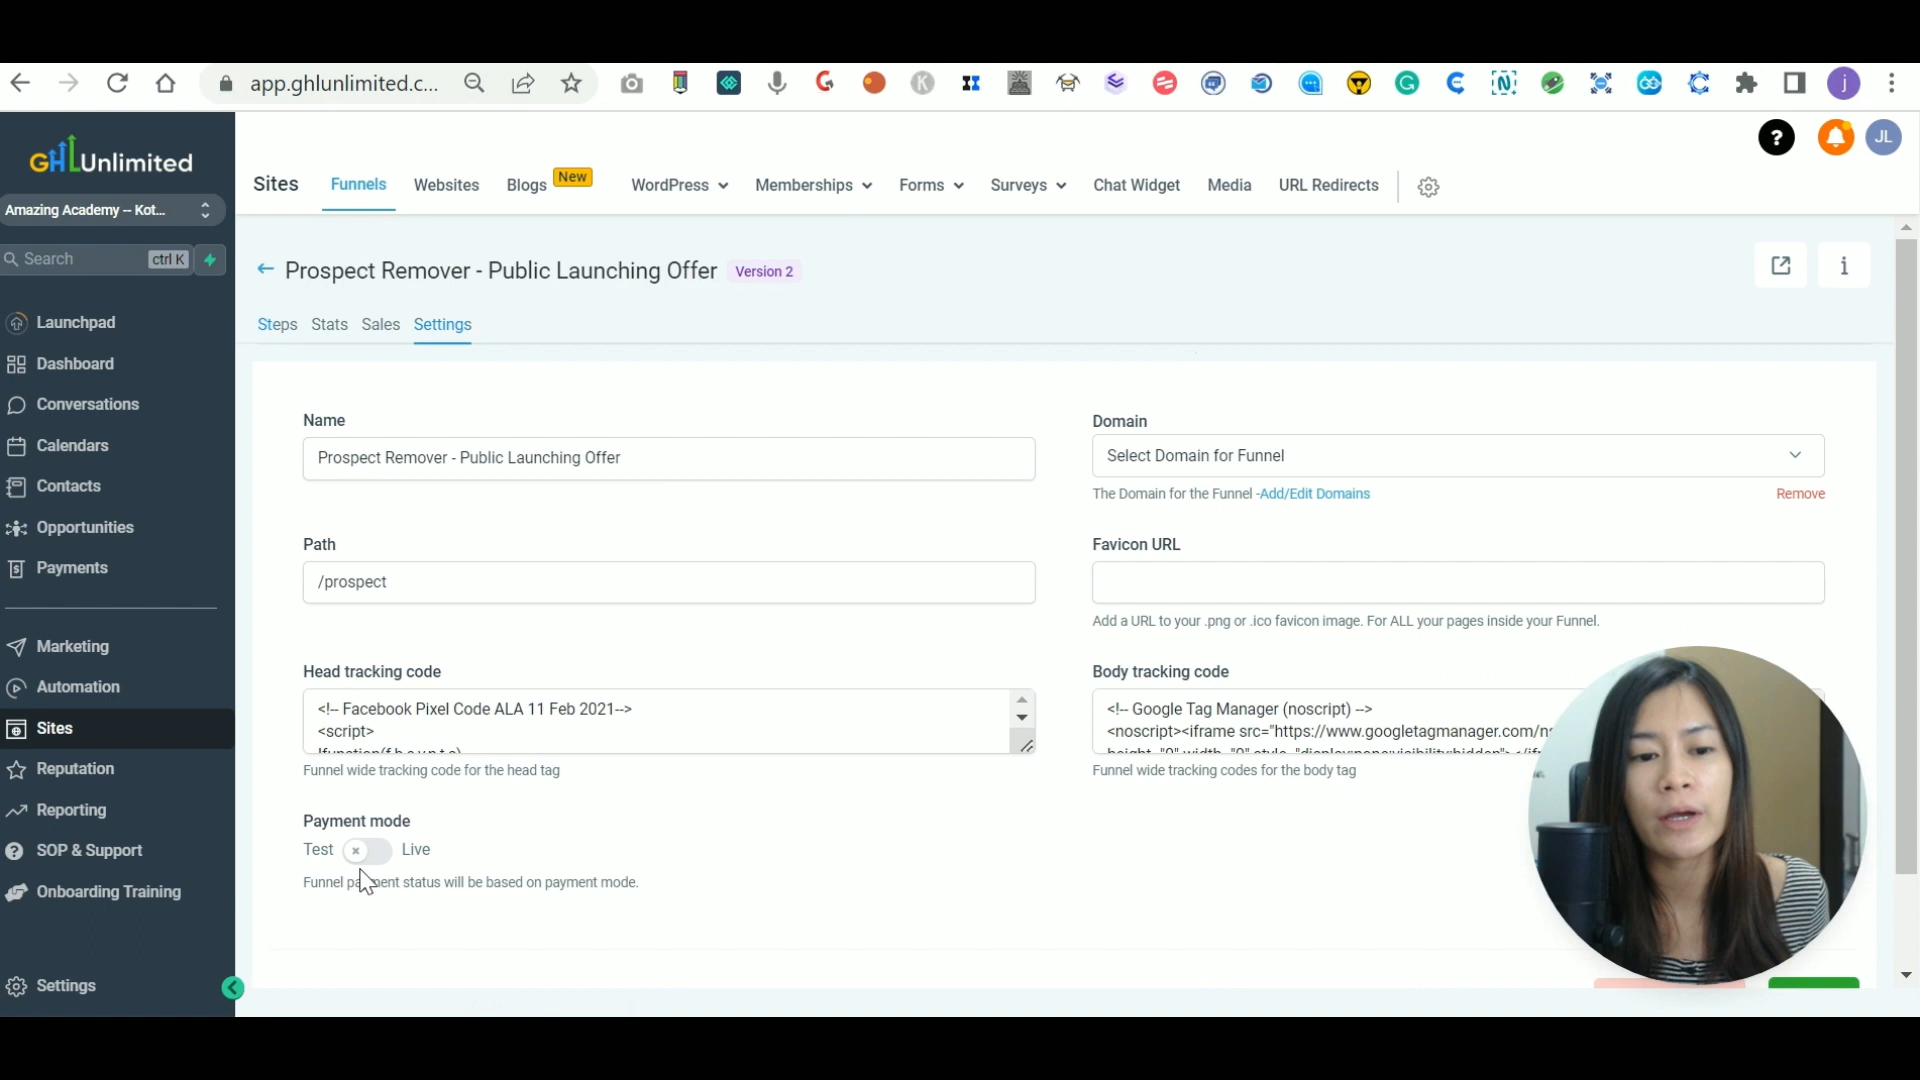 app.ghlunlimited.c...
GHLUnlimited
Amazing Academy -- Kot...
Search ctrl K
Launchpad
Dashboard
Conversations
Calendars
Contacts
Opportunities
Payments
Marketing
Automation
Sites
Reputation
Reporting
SOP & Support
Onboarding Training
Settings
? JL
Sites Funnels Websites Blogs New WordPress Memberships Forms Surveys Chat Widget Media URL Redirects
Prospect Remover - Public Launching Offer Version 2
Steps Stats Sales Settings
Name
Prospect Remover - Public Launching Offer
Domain
Select Domain for Funnel
The Domain for the Funnel -Add/Edit Domains Remove
Path
/prospect
Favicon URL
Add a URL to your .png or .ico favicon image. For ALL your pages inside your Funnel.
Head tracking code
<!-- Facebook Pixel Code ALA 11 Feb 2021-->
<script>
Funnel wide tracking code for the head tag
Body tracking code
<!-- Google Tag Manager (noscript) -->
<noscript><iframe src="https://www.googletagmanager.com/ns
Funnel wide tracking codes for the body tag
Payment mode
Test Live
Funnel payment status will be based on payment mode.